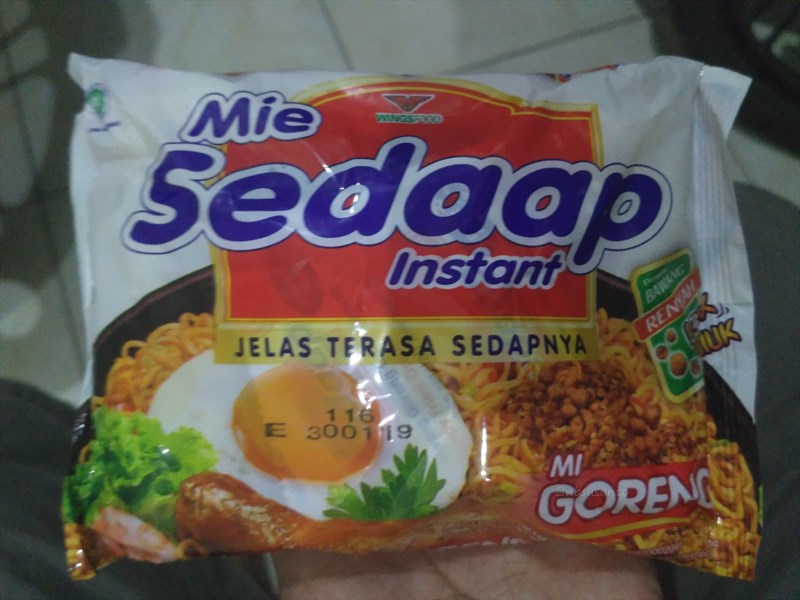 WINGSFOOD
Mie
Sedaap
Instant
JELAS TERASA SEDAPNYA
BAWANG
RENYAH
116
E 300119
MI
GORENG